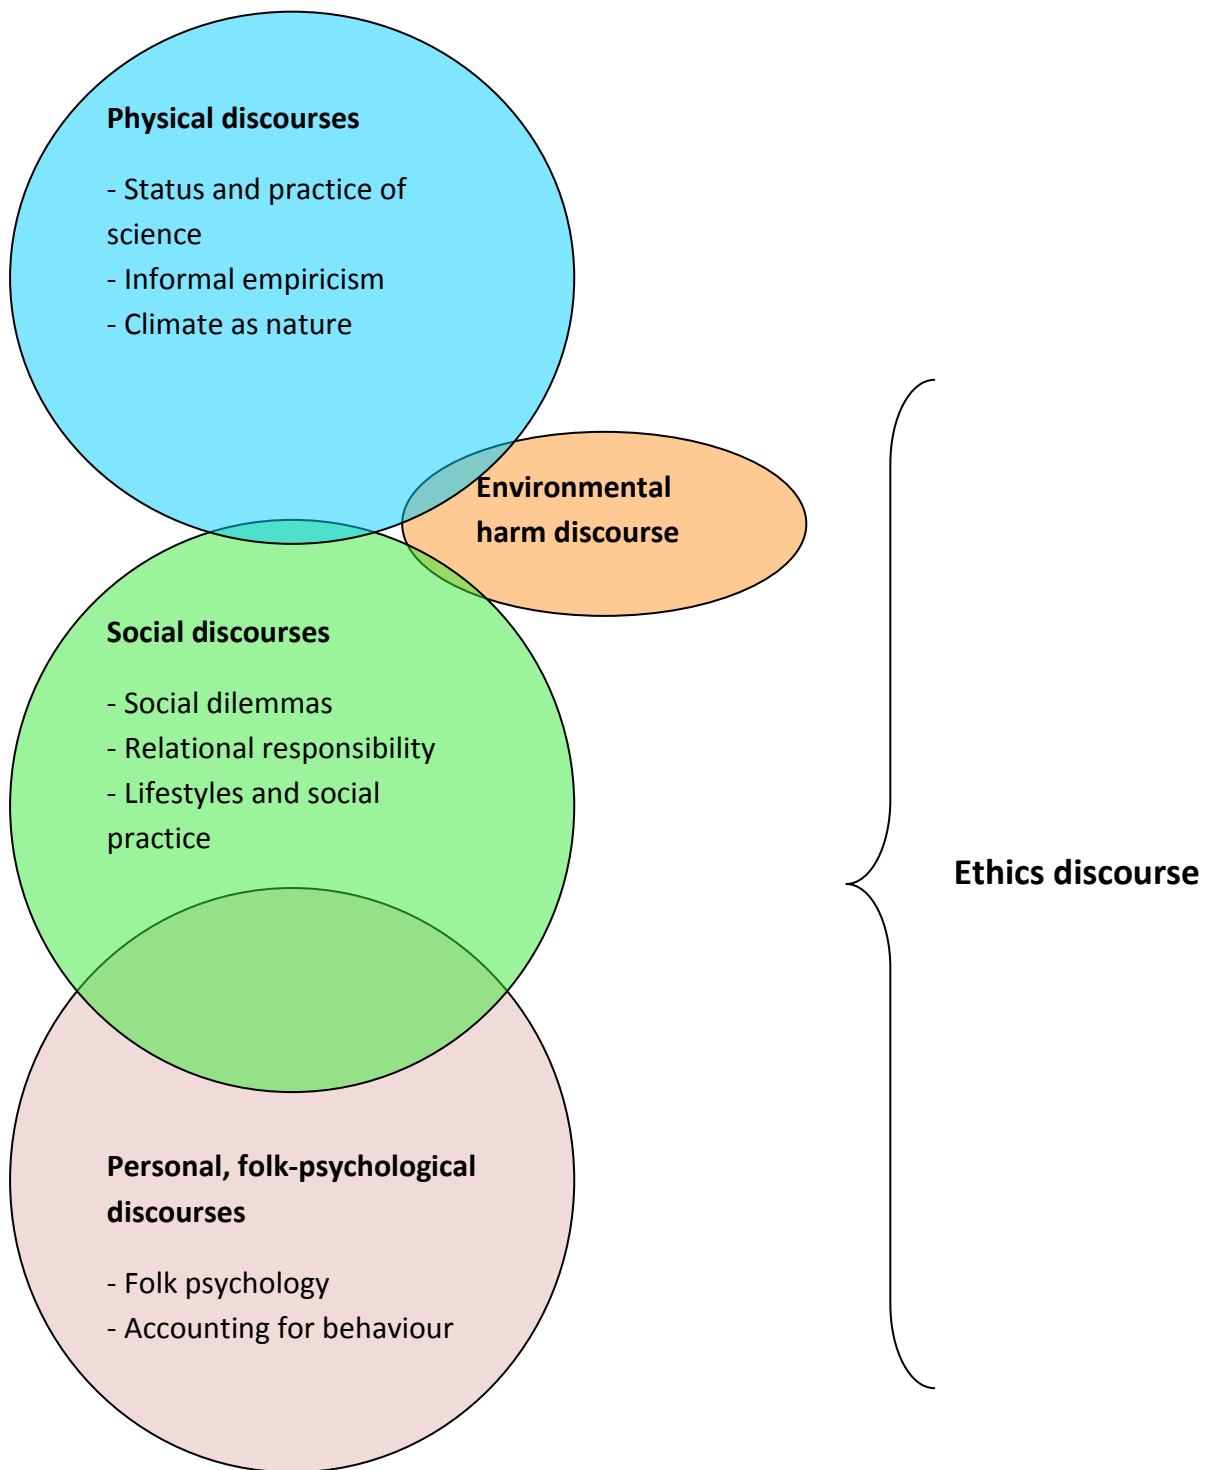 Physical discourses
- Status and practice of
science
- Informal empiricism
- Climate as nature
Environmental
harm discourse
Social discourses
- Social dilemmas
- Relational responsibility
- Lifestyles and social
practice
Ethics discourse
Personal, folk-psychological
discourses
- Folk psychology
- Accounting for behaviour